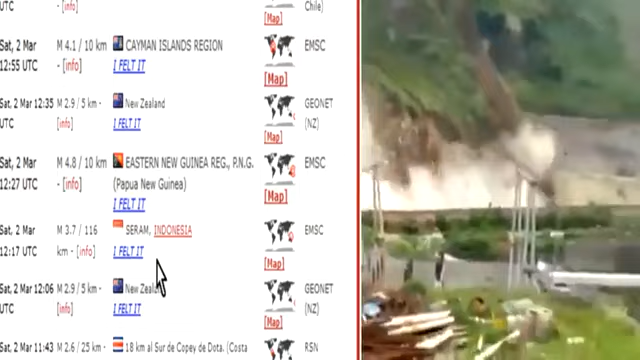 UTC - [info] Chile)
[Map]
Sat, 2 Mar M 4.1 / 10 km CAYMAN ISLANDS REGION EMSC
12:55 UTC - [info] I FELT IT
[Map]
Sat, 2 Mar 12:35 M 2.9 / 5 km - New Zealand GEONET
UTC [info] I FELT IT (NZ)
[Map]
Sat, 2 Mar M 4.8 / 10 km EASTERN NEW GUINEA REG., P.N.G. EMSC
12:27 UTC - [info] (Papua New Guinea)
I FELT IT
[Map]
Sat, 2 Mar M 3.7 / 116 SERAM, INDONESIA EMSC
12:17 UTC km - [info] I FELT IT
[Map]
Sat, 2 Mar 12:06 M 2.9 / 5 km - New Zealand GEONET
UTC [info] I FELT IT (NZ)
[Map]
Sat, 2 Mar 11:43 M 2.6 / 25 km - 18 km al Sur de Copey de Dota. (Costa RSN